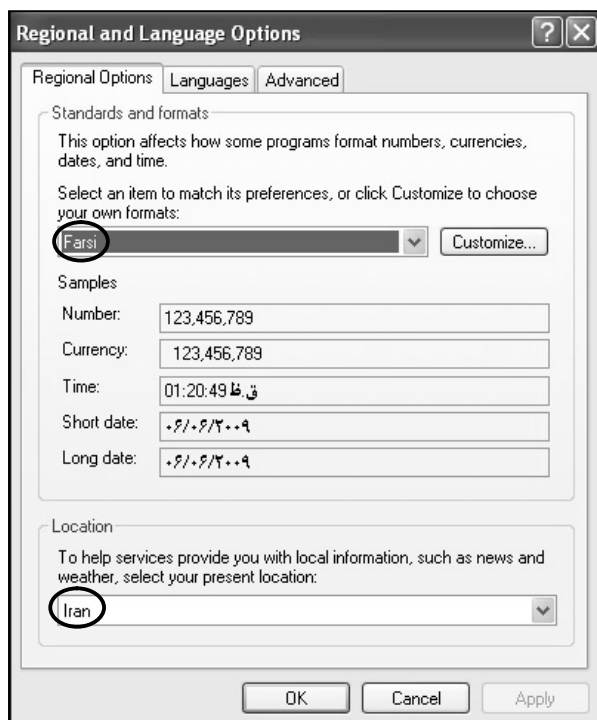 Regional and Language Options
Regional Options Languages Advanced
Standards and formats
This option affects how some programs format numbers, currencies,
dates, and time.
Select an item to match its preferences, or click Customize to choose
your own formats:
Farsi Customize...
Samples
Number: 123,456,789
Currency: 123,456,789
Time: 01:20:49 ق.ظ
Short date: ۰۶/۰۶/۲۰۰۹
Long date: ۰۶/۰۶/۲۰۰۹
Location
To help services provide you with local information, such as news and
weather, select your present location:
Iran
OK Cancel Apply